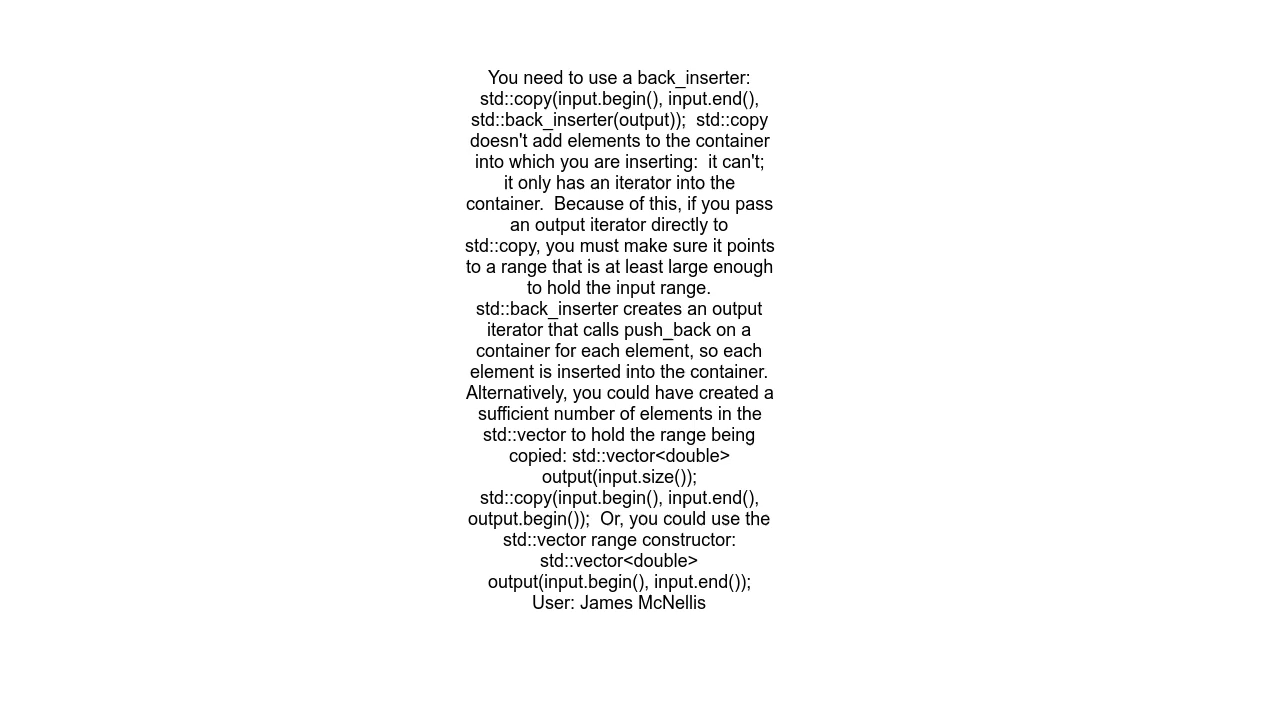 You need to use a back_inserter:
std::copy(input.begin(), input.end(),
std::back_inserter(output));  std::copy
doesn't add elements to the container
into which you are inserting:  it can't;
it only has an iterator into the
container.  Because of this, if you pass
an output iterator directly to
std::copy, you must make sure it points
to a range that is at least large enough
to hold the input range.
std::back_inserter creates an output
iterator that calls push_back on a
container for each element, so each
element is inserted into the container.
Alternatively, you could have created a
sufficient number of elements in the
std::vector to hold the range being
copied: std::vector<double>
output(input.size());
std::copy(input.begin(), input.end(),
output.begin());  Or, you could use the
std::vector range constructor:
std::vector<double>
output(input.begin(), input.end());
User: James McNellis